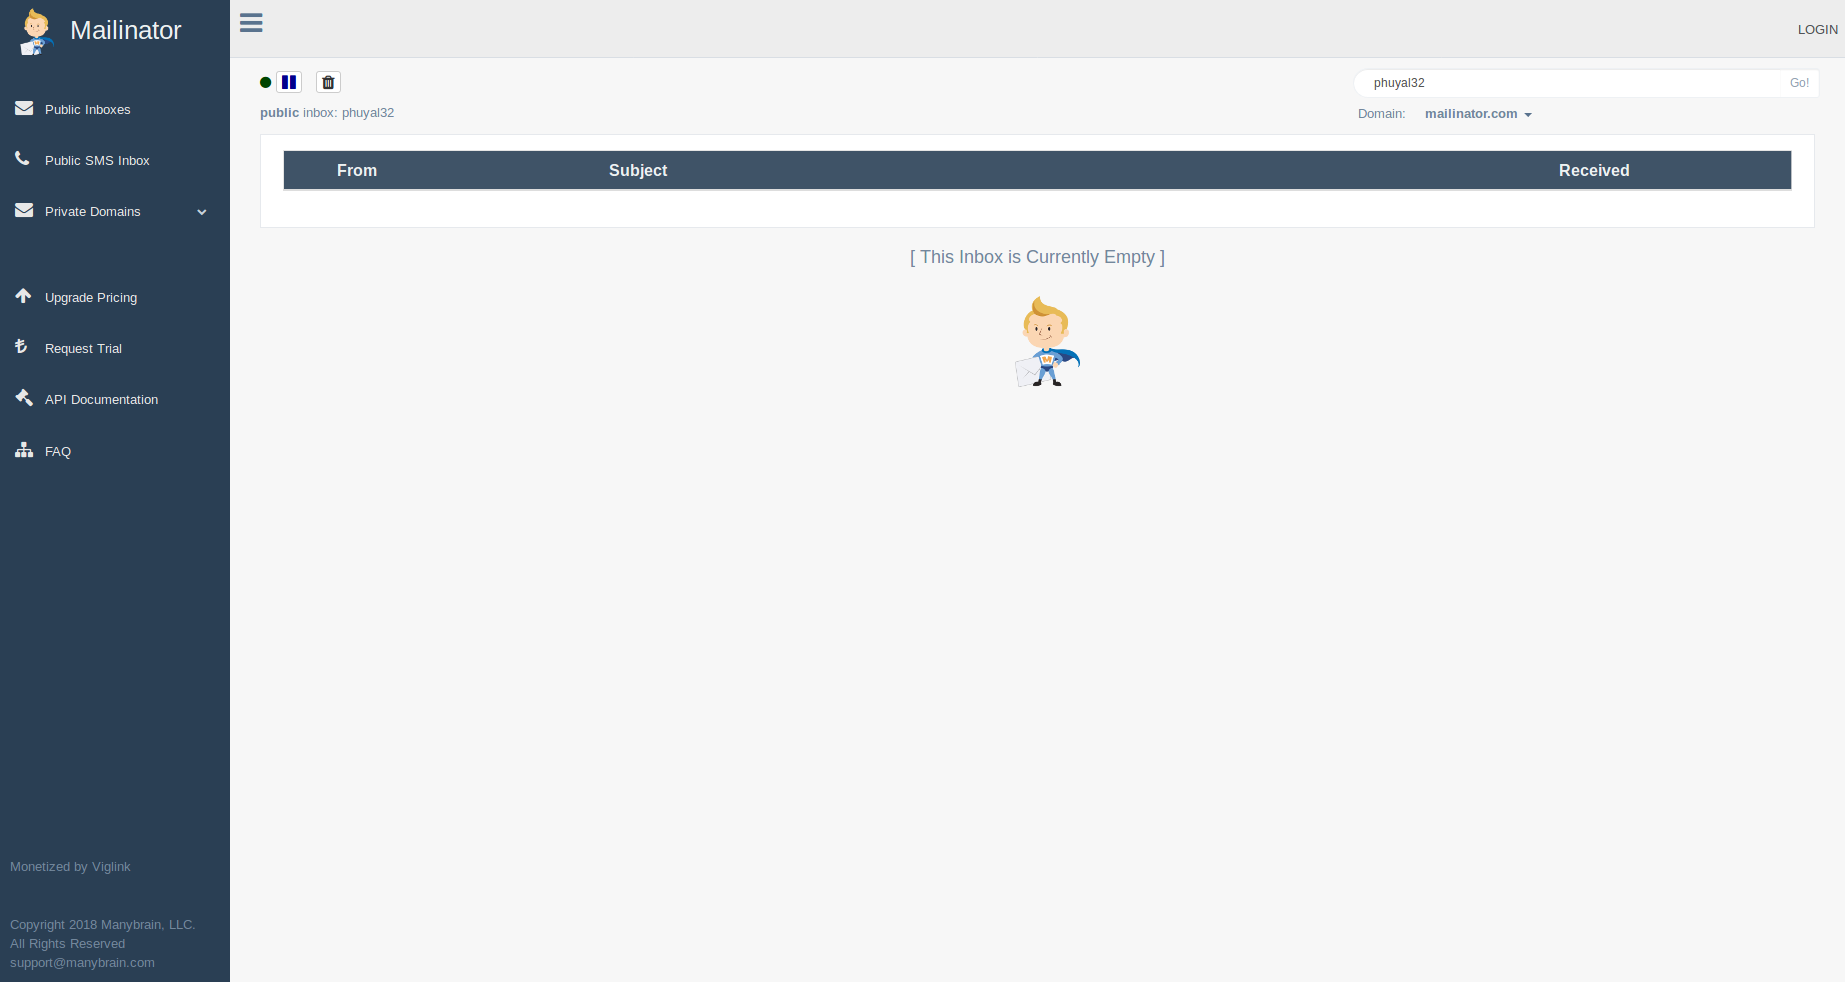 Mailinator
LOGIN
Public Inboxes
Public SMS Inbox
Private Domains
Upgrade Pricing
Request Trial
API Documentation
FAQ
Monetized by Viglink
Copyright 2018 Manybrain, LLC.
All Rights Reserved
support@manybrain.com
phuyal32 Go!
public inbox: phuyal32
Domain: mailinator.com
From Subject Received
[ This Inbox is Currently Empty ]
M